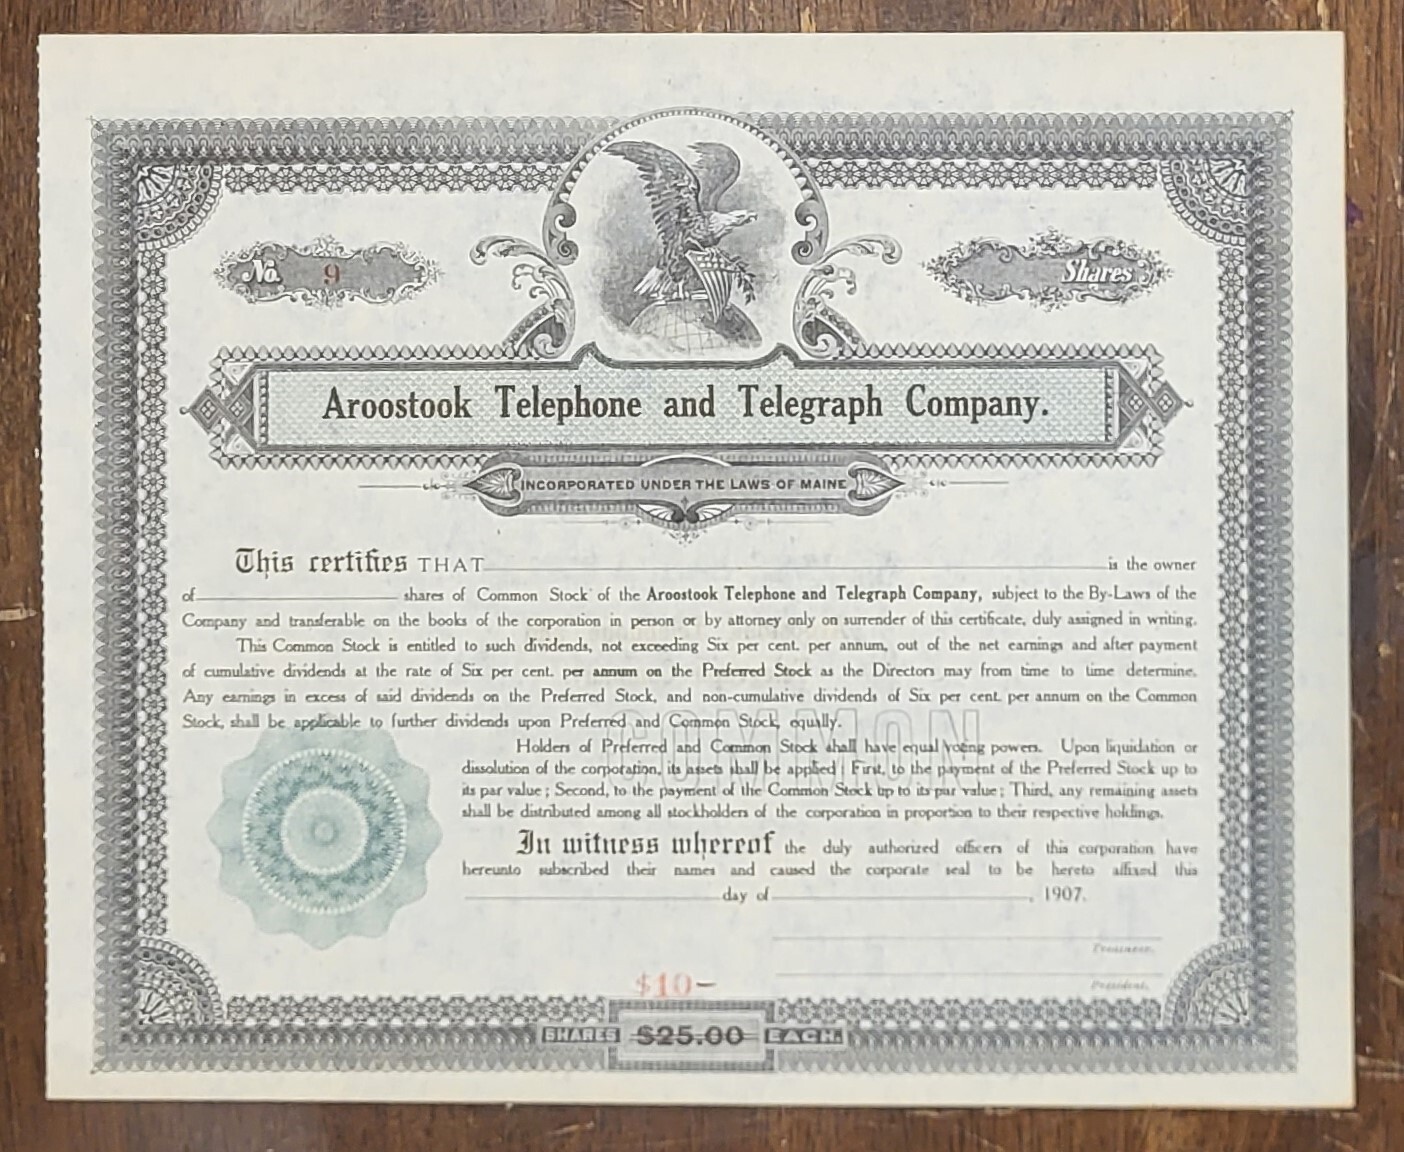 No. 9
Shares
Aroostook Telephone and Telegraph Company.
INCORPORATED UNDER THE LAWS OF MAINE
This certifies THAT is the owner
of shares of Common Stock of the Aroostook Telephone and Telegraph Company, subject to the By-Laws of the
Company and transferable on the books of the corporation in person or by attorney only on surrender of this certificate, duly assigned in writing.
This Common Stock is entitled to such dividends, not exceeding Six per cent. per annum, out of the net earnings and after payment
of cumulative dividends at the rate of Six per cent. per annum on the Preferred Stock as the Directors may from time to time determine.
Any earnings in excess of said dividends on the Preferred Stock, and non-cumulative dividends of Six per cent. per annum on the Common
Stock, shall be applicable to further dividends upon Preferred and Common Stock, equally.
COMMON
Holders of Preferred and Common Stock shall have equal voting powers. Upon liquidation or
dissolution of the corporation, its assets shall be applied; First, to the payment of the Preferred Stock up to
its par value; Second, to the payment of the Common Stock up to its par value; Third, any remaining assets
shall be distributed among all stockholders of the corporation in proportion to their respective holdings.
In witness whereof the duly authorized officers of this corporation have
hereunto subscribed their names and caused the corporate seal to be hereto affixed this
day of , 1907.
Treasurer.
President.
$10-
SHARES $25.00 EACH.